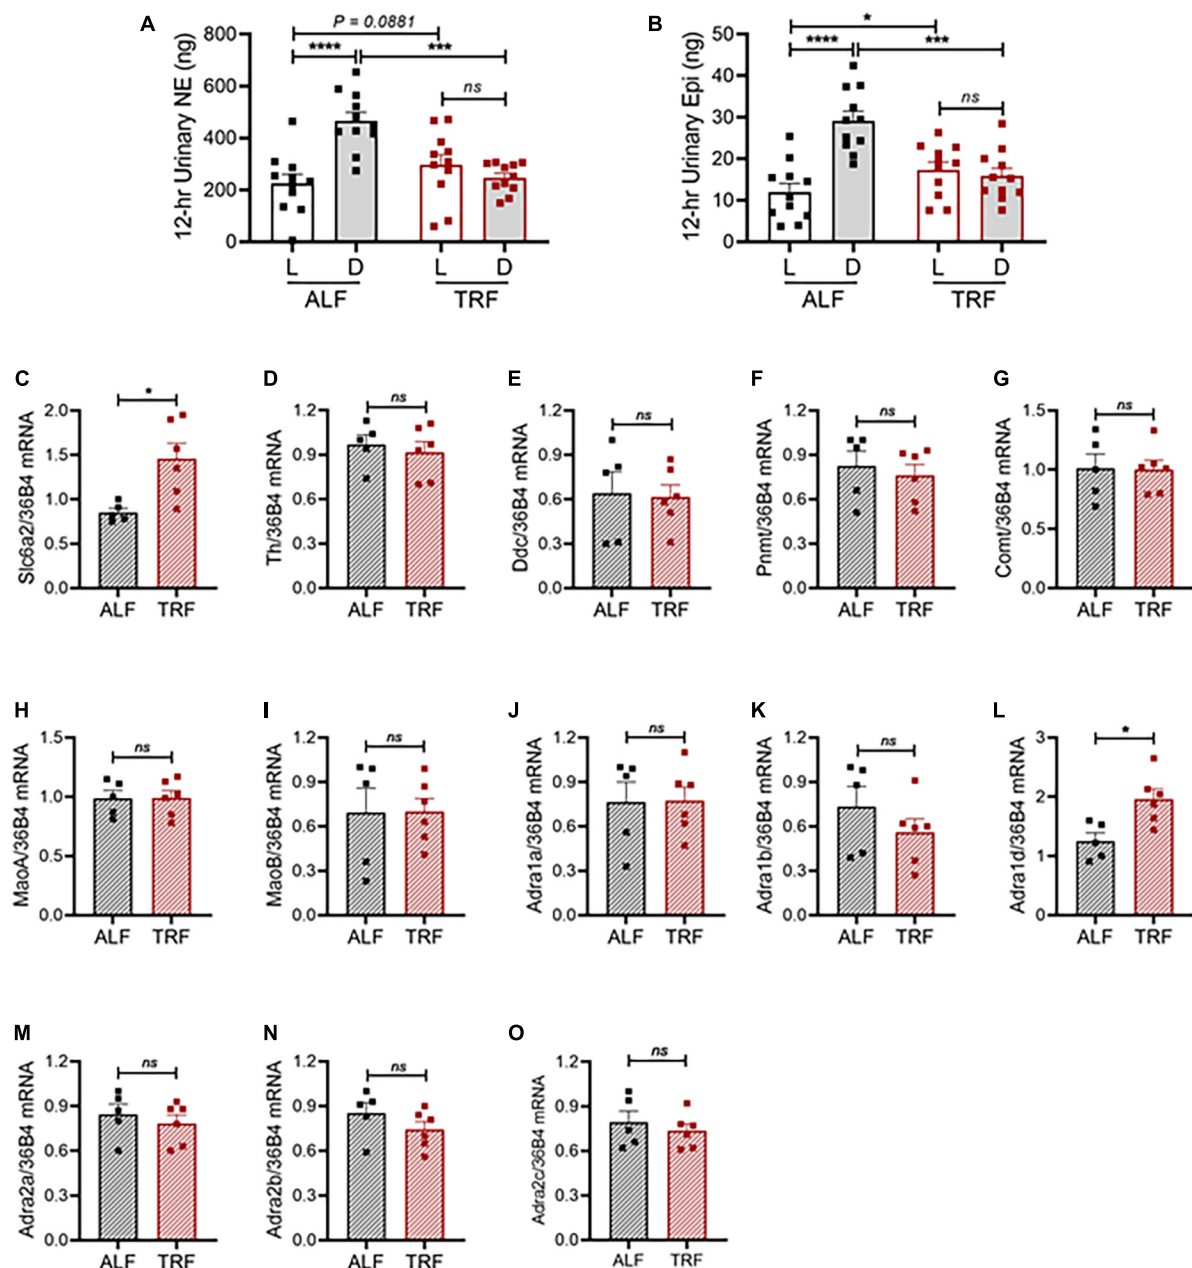 A
P = 0.0881
****
***
ns
12-hr Urinary NE (ng)
800
600
400
200
0
L D L D
ALF TRF
B
*
****
***
ns
12-hr Urinary Epi (ng)
50
40
30
20
10
0
L D L D
ALF TRF
C
*
Slc6a2/36B4 mRNA
2.0
1.5
1.0
0.5
0.0
ALF TRF
D
ns
Th/36B4 mRNA
1.2
0.9
0.6
0.3
0.0
ALF TRF
E
ns
Ddc/36B4 mRNA
1.2
0.9
0.6
0.3
0.0
ALF TRF
F
ns
Pnmt/36B4 mRNA
1.2
0.9
0.6
0.3
0.0
ALF TRF
G
ns
Comt/36B4 mRNA
1.5
1.0
0.5
0.0
ALF TRF
H
ns
MaoA/36B4 mRNA
1.5
1.0
0.5
0.0
ALF TRF
I
ns
MaoB/36B4 mRNA
1.2
0.9
0.6
0.3
0.0
ALF TRF
J
ns
Adra1a/36B4 mRNA
1.2
0.9
0.6
0.3
0.0
ALF TRF
K
ns
Adra1b/36B4 mRNA
1.2
0.9
0.6
0.3
0.0
ALF TRF
L
*
Adra1d/36B4 mRNA
3
2
1
0
ALF TRF
M
ns
Adra2a/36B4 mRNA
1.2
0.9
0.6
0.3
0.0
ALF TRF
N
ns
Adra2b/36B4 mRNA
1.2
0.9
0.6
0.3
0.0
ALF TRF
O
ns
Adra2c/36B4 mRNA
1.2
0.9
0.6
0.3
0.0
ALF TRF